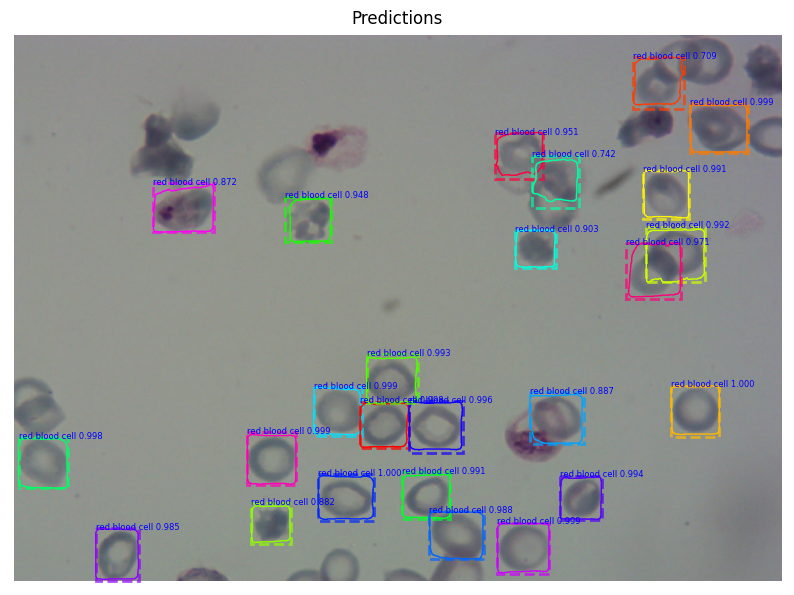 Predictions
red blood cell 0.709
red blood cell 0.999
red blood cell 0.951
red blood cell 0.742
red blood cell 0.991
red blood cell 0.872
red blood cell 0.948
red blood cell 0.903
red blood cell 0.992
red blood cell 0.971
red blood cell 0.993
red blood cell 0.999
red blood cell
0.996
red blood cell 0.887
red blood cell 1.000
red blood cell 0.998
red blood cell 0.999
red blood cell 1.000
red blood cell 0.991
red blood cell 0.994
red blood cell 0.882
red blood cell 0.988
red blood cell 0.999
red blood cell 0.985